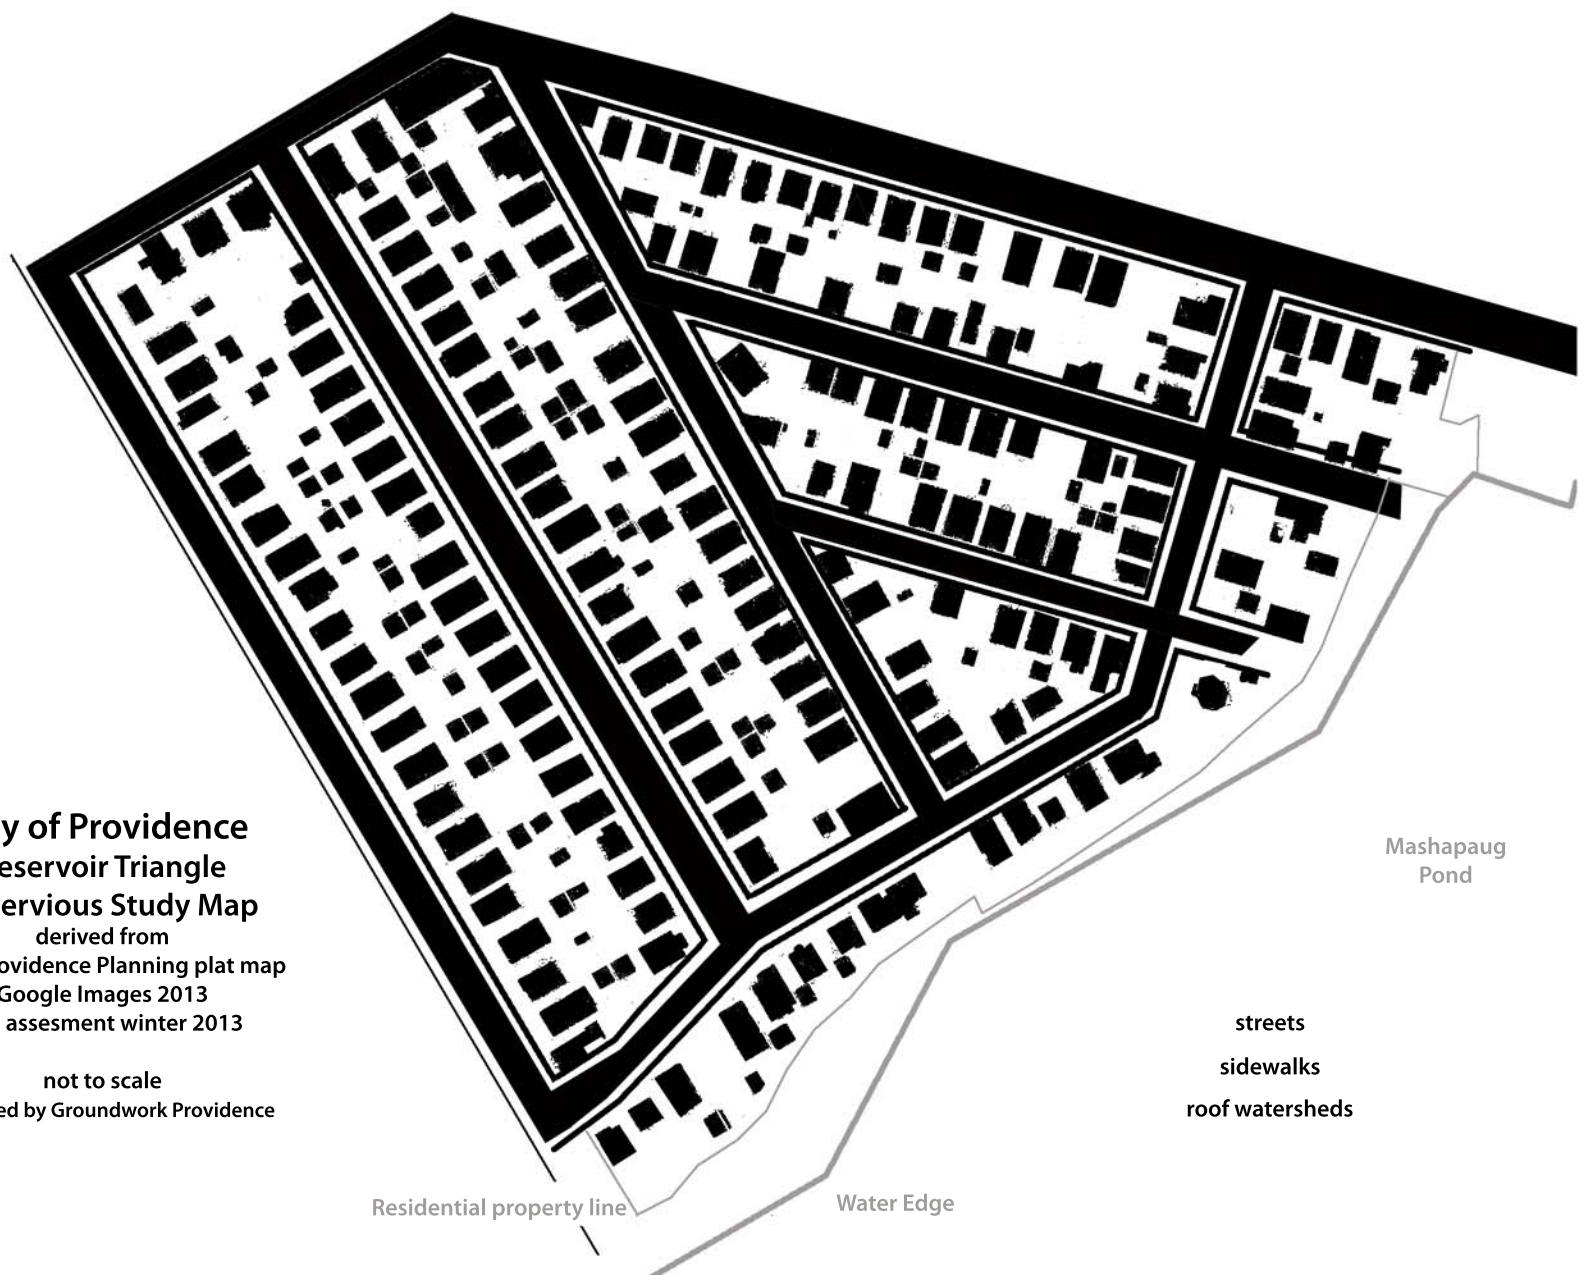 y of Providence
eservoir Triangle
ervious Study Map
derived from
ovidence Planning plat map
Google Images 2013
assesment winter 2013
not to scale
ed by Groundwork Providence
Mashapaug
Pond
streets
sidewalks
roof watersheds
Residential property line
Water Edge